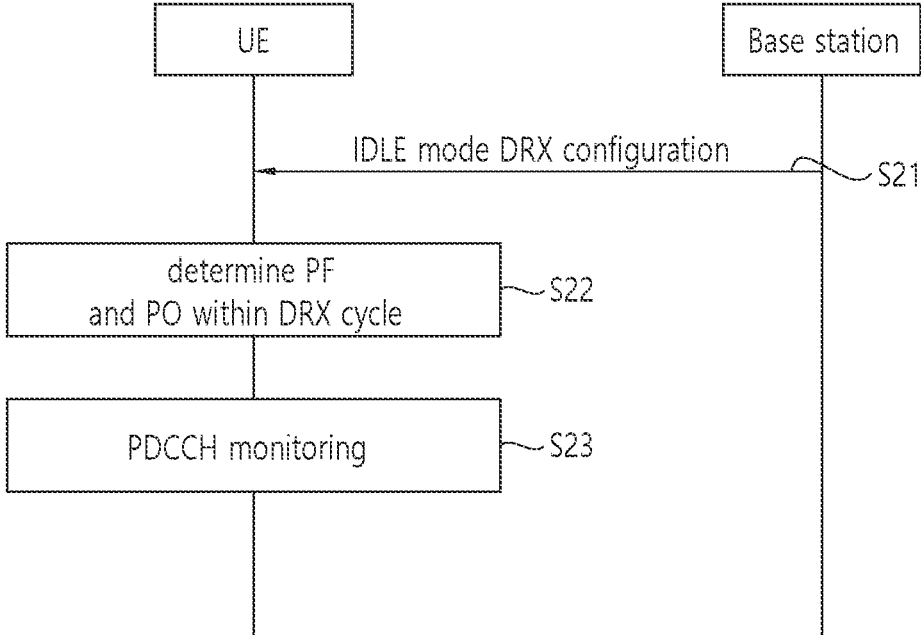 UE
Base station
IDLE mode DRX configuration
S21
determine PF
and PO within DRX cycle
S22
PDCCH monitoring
S23